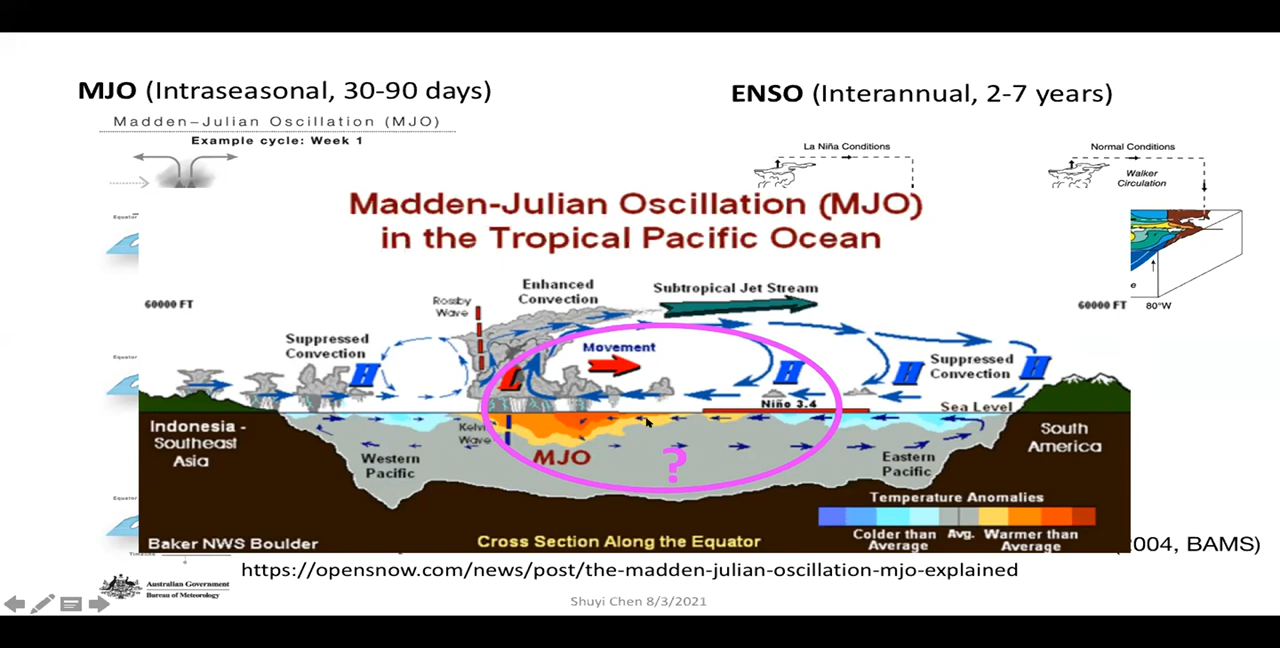 MJO (Intraseasonal, 30-90 days)
ENSO (Interannual, 2-7 years)
Madden–Julian Oscillation (MJO)
Example cycle: Week 1
La Niña Conditions
Normal Conditions
Walker
Circulation
Equator
Madden-Julian Oscillation (MJO)
in the Tropical Pacific Ocean
60000 FT
Rossby
Wave
Enhanced
Convection
Subtropical Jet Stream
60000 FT
80°W
e
Suppressed
Convection
H
L
Movement
H
H
Suppressed
Convection
H
Equator
Niño 3.4
Sea Level
Indonesia -
Southeast
Asia
Western
Pacific
Wave
MJO
?
Eastern
Pacific
South
America
Equator
Temperature Anomalies
Colder than
Average
Avg.
Warmer than
Average
Baker NWS Boulder
Cross Section Along the Equator
2004, BAMS)
https://opensnow.com/news/post/the-madden-julian-oscillation-mjo-explained
Australian Government
Bureau of Meteorology
Shuyi Chen 8/3/2021